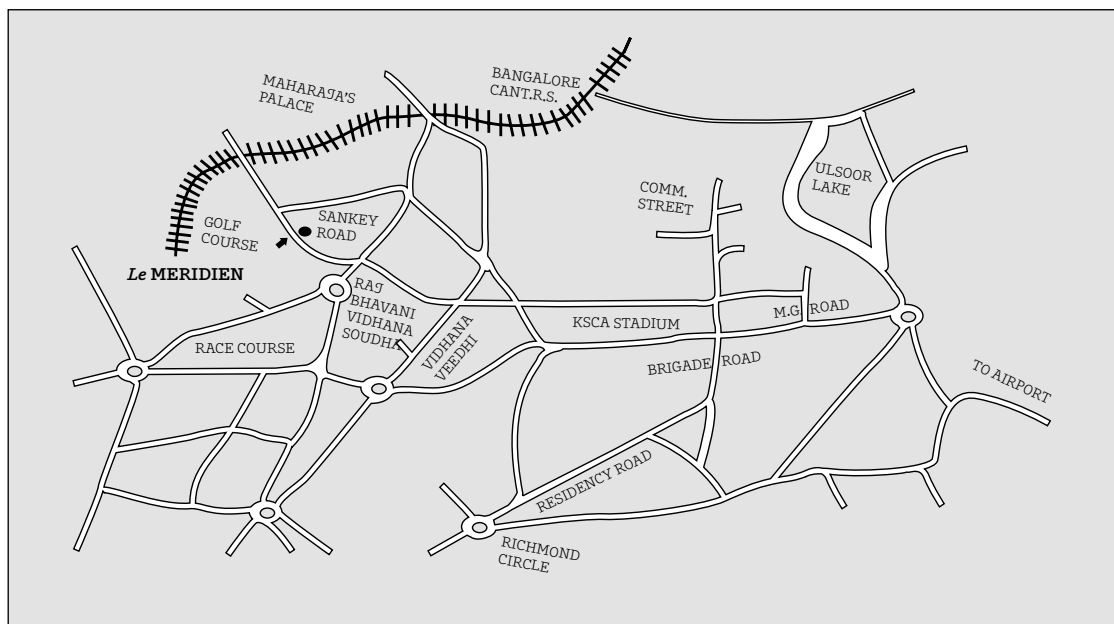 MAHARAJA'S
PALACE
BANGALORE
CANT.R.S.
ULSOOR
LAKE
COMM.
STREET
SANKEY
ROAD
GOLF
COURSE
Le MERIDIEN
RAJ
BHAVANI
VIDHANA
SOUDHA
VIDHANA
VEEDHI
KSCA STADIUM
M.G. ROAD
RACE COURSE
BRIGADE ROAD
TO AIRPORT
RESIDENCY ROAD
RICHMOND
CIRCLE